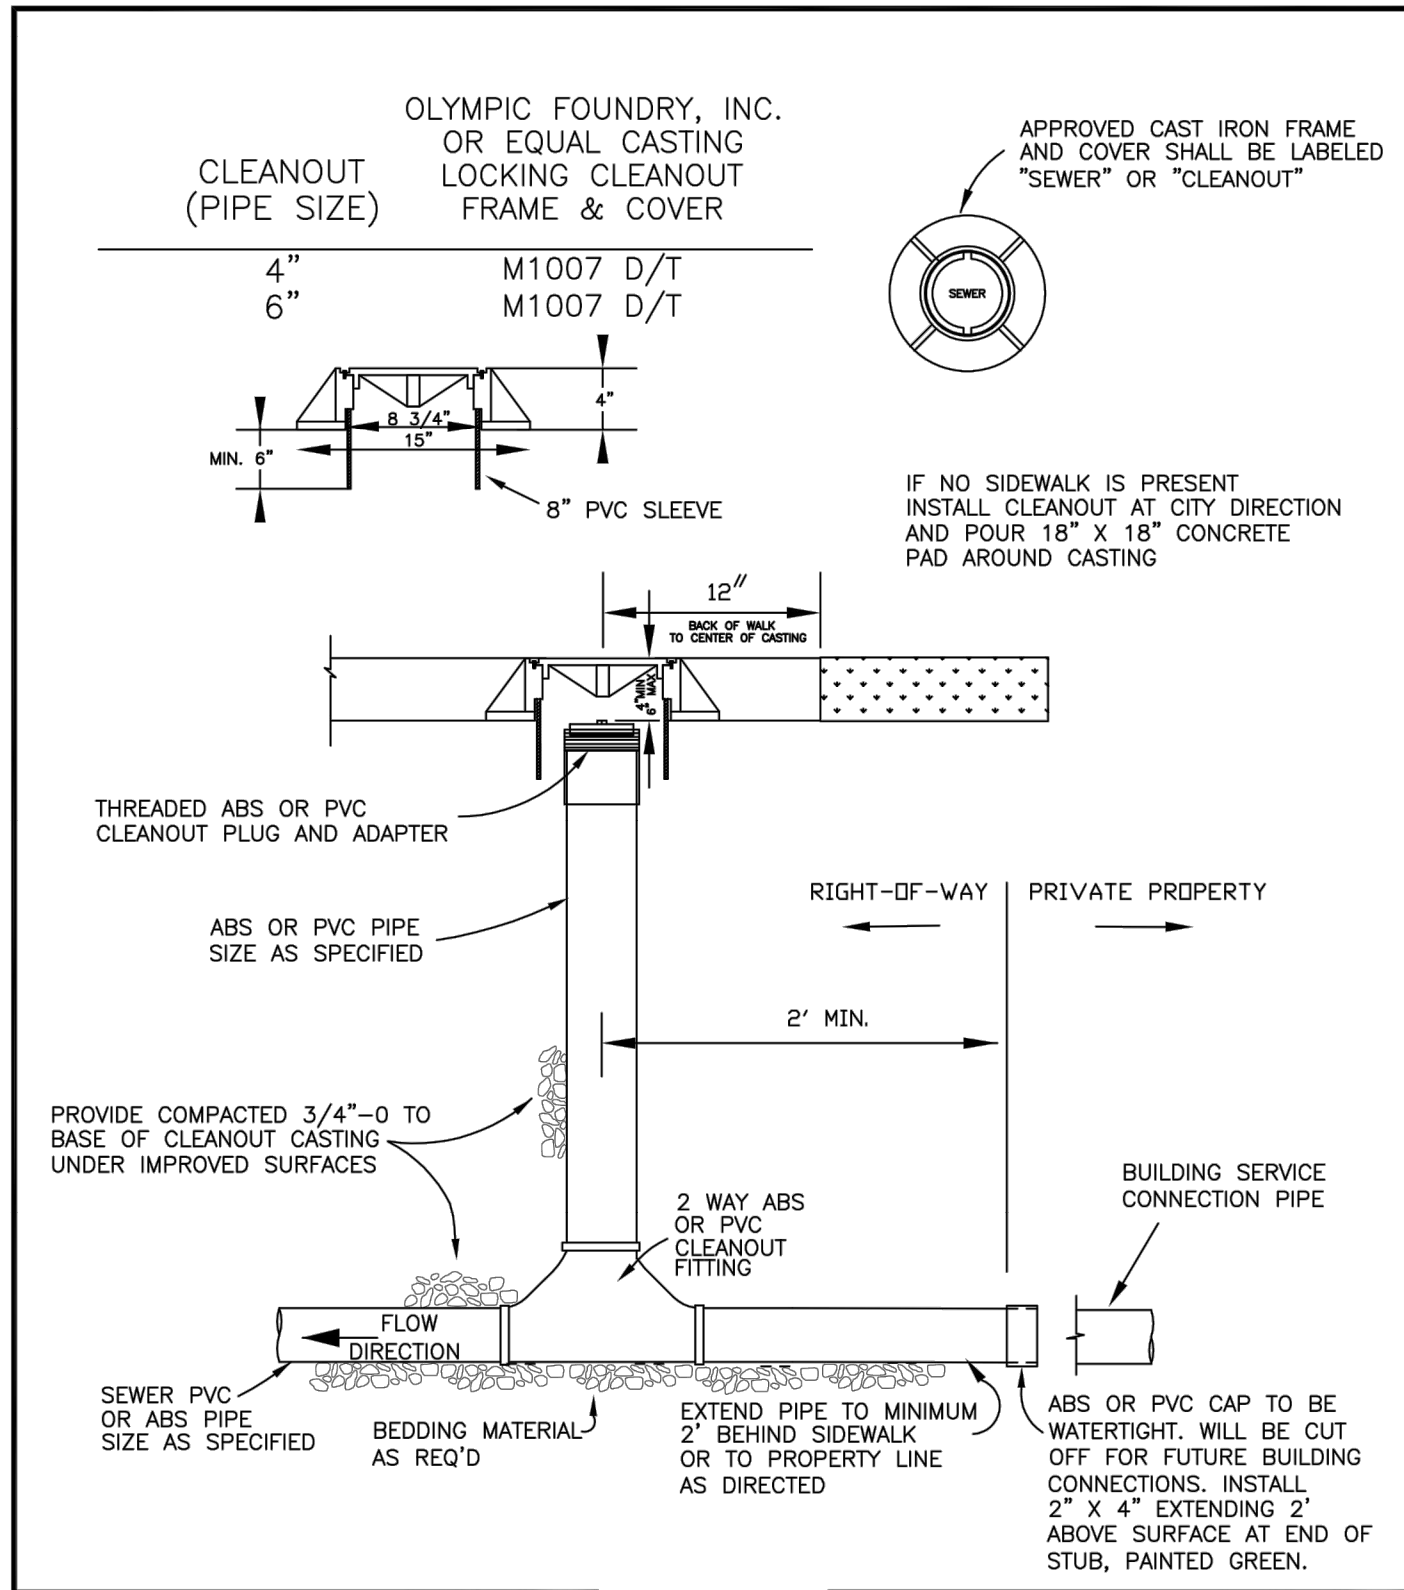 OLYMPIC FOUNDRY, INC.
OR EQUAL CASTING
LOCKING CLEANOUT
FRAME & COVER
CLEANOUT
(PIPE SIZE)
4" M1007 D/T
6" M1007 D/T
APPROVED CAST IRON FRAME
AND COVER SHALL BE LABELED
"SEWER" OR "CLEANOUT"
SEWER
4"
8 3/4"
15"
MIN. 6"
8" PVC SLEEVE
IF NO SIDEWALK IS PRESENT
INSTALL CLEANOUT AT CITY DIRECTION
AND POUR 18" X 18" CONCRETE
PAD AROUND CASTING
12"
BACK OF WALK
TO CENTER OF CASTING
4"MIN
6" MAX
THREADED ABS OR PVC
CLEANOUT PLUG AND ADAPTER
RIGHT-OF-WAY
PRIVATE PROPERTY
ABS OR PVC PIPE
SIZE AS SPECIFIED
2' MIN.
PROVIDE COMPACTED 3/4"-0 TO
BASE OF CLEANOUT CASTING
UNDER IMPROVED SURFACES
2 WAY ABS
OR PVC
CLEANOUT
FITTING
BUILDING SERVICE
CONNECTION PIPE
FLOW
DIRECTION
SEWER PVC
OR ABS PIPE
SIZE AS SPECIFIED
BEDDING MATERIAL
AS REQ'D
EXTEND PIPE TO MINIMUM
2' BEHIND SIDEWALK
OR TO PROPERTY LINE
AS DIRECTED
ABS OR PVC CAP TO BE
WATERTIGHT. WILL BE CUT
OFF FOR FUTURE BUILDING
CONNECTIONS. INSTALL
2" X 4" EXTENDING 2'
ABOVE SURFACE AT END OF
STUB, PAINTED GREEN.